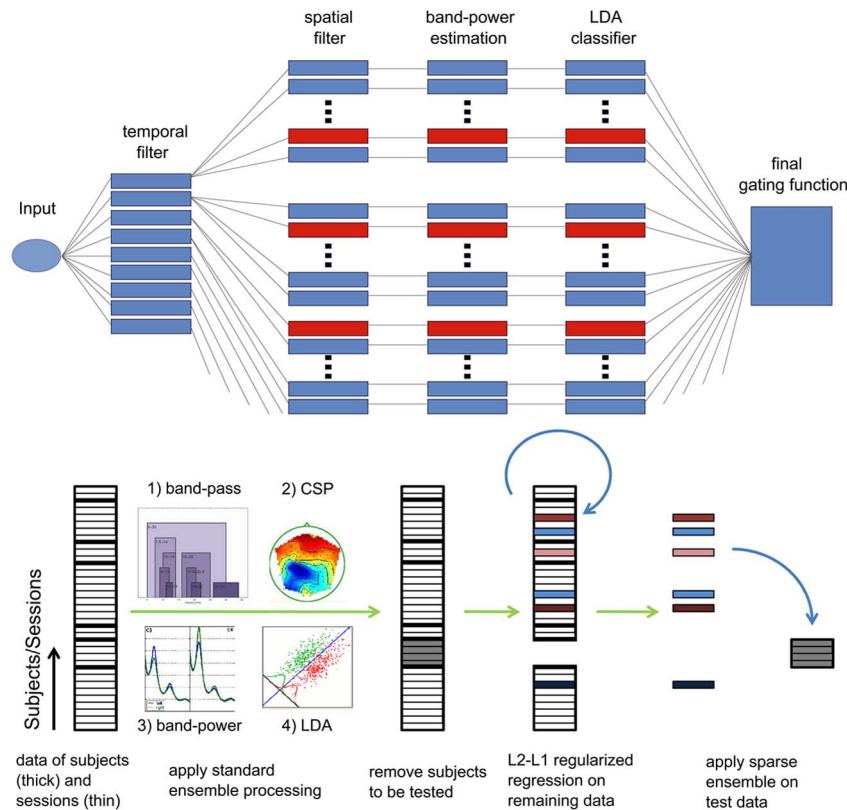 spatial
filter
band-power
estimation
LDA
classifier
temporal
filter
final
gating function
Input
1) band-pass
2) CSP
3) band-power
4) LDA
Subjects/Sessions
data of subjects
(thick) and
sessions (thin)
apply standard
ensemble processing
remove subjects
to be tested
L2-L1 regularized
regression on
remaining data
apply sparse
ensemble on
test data